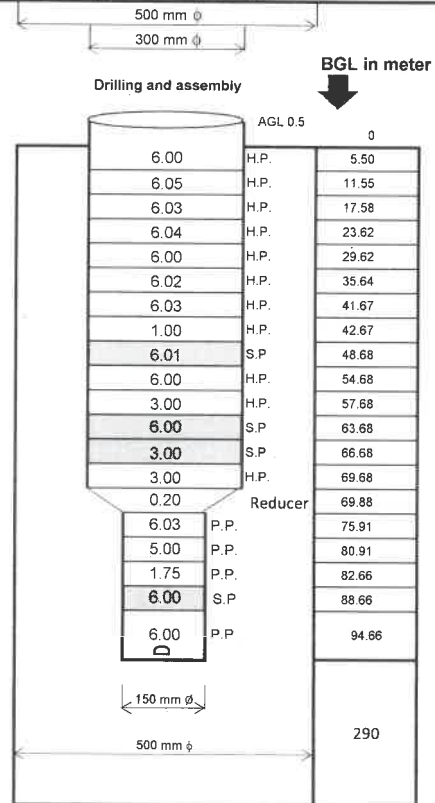 500 mm ϕ
300 mm ϕ
BGL in meter
Drilling and assembly
AGL 0.5
0
6.00 H.P. 5.50
6.05 H.P. 11.55
6.03 H.P. 17.58
6.04 H.P. 23.62
6.00 H.P. 29.62
6.02 H.P. 35.64
6.03 H.P. 41.67
1.00 H.P. 42.67
6.01 S.P 48.68
6.00 H.P. 54.68
3.00 H.P. 57.68
6.00 S.P 63.68
3.00 S.P 66.68
3.00 H.P. 69.68
0.20 Reducer 69.88
6.03 P.P. 75.91
5.00 P.P. 80.91
1.75 P.P. 82.66
6.00 S.P 88.66
6.00 P.P 94.66
D
150 mm Ø
290
500 mm ϕ